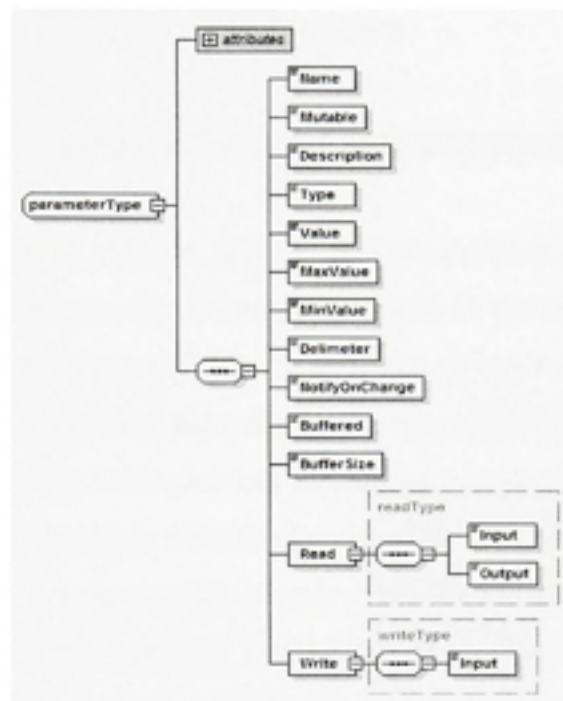 attributes
Name
Mutable
Description
parameterType
Type
Value
MaxValue
MinValue
Delimeter
NotifyOnChange
Buffered
BufferSize
readType
Input
Read
Output
writeType
Write
Input